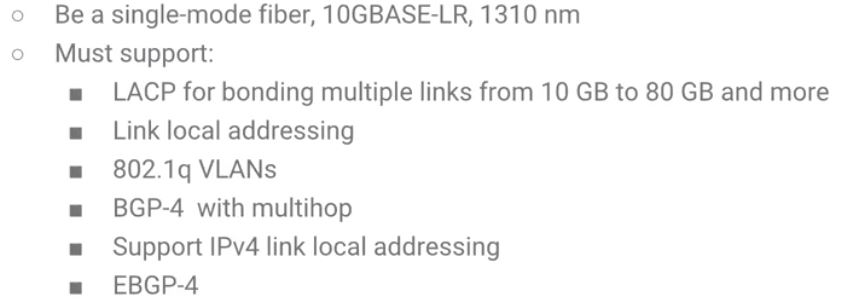 ○ Be a single-mode fiber, 10GBASE-LR, 1310 nm
○ Must support:
■ LACP for bonding multiple links from 10 GB to 80 GB and more
■ Link local addressing
■ 802.1q VLANs
■ BGP-4 with multihop
■ Support IPv4 link local addressing
■ EBGP-4